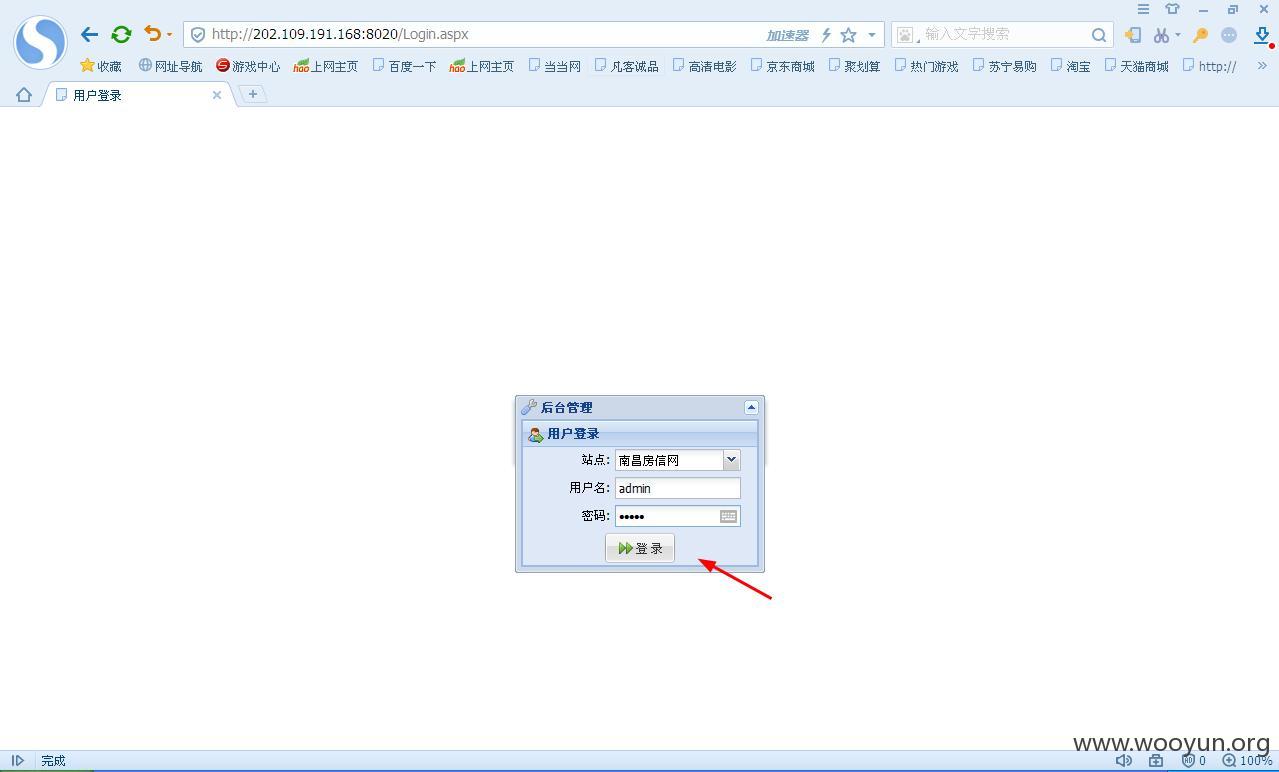 http://202.109.191.168:8020/Login.aspx
加速器
输入文字搜索
收藏
网址导航
游戏中心
hao 上网主页
百度一下
hao 上网主页
当当网
凡客诚品
高清电影
京东商城
聚划算
热门游戏
苏宁易购
淘宝
天猫商城
http://
用户登录
后台管理
用户登录
站点: 南昌房信网
用户名: admin
密码: •••••
登 录
www.wooyun.org
完成
0
100%